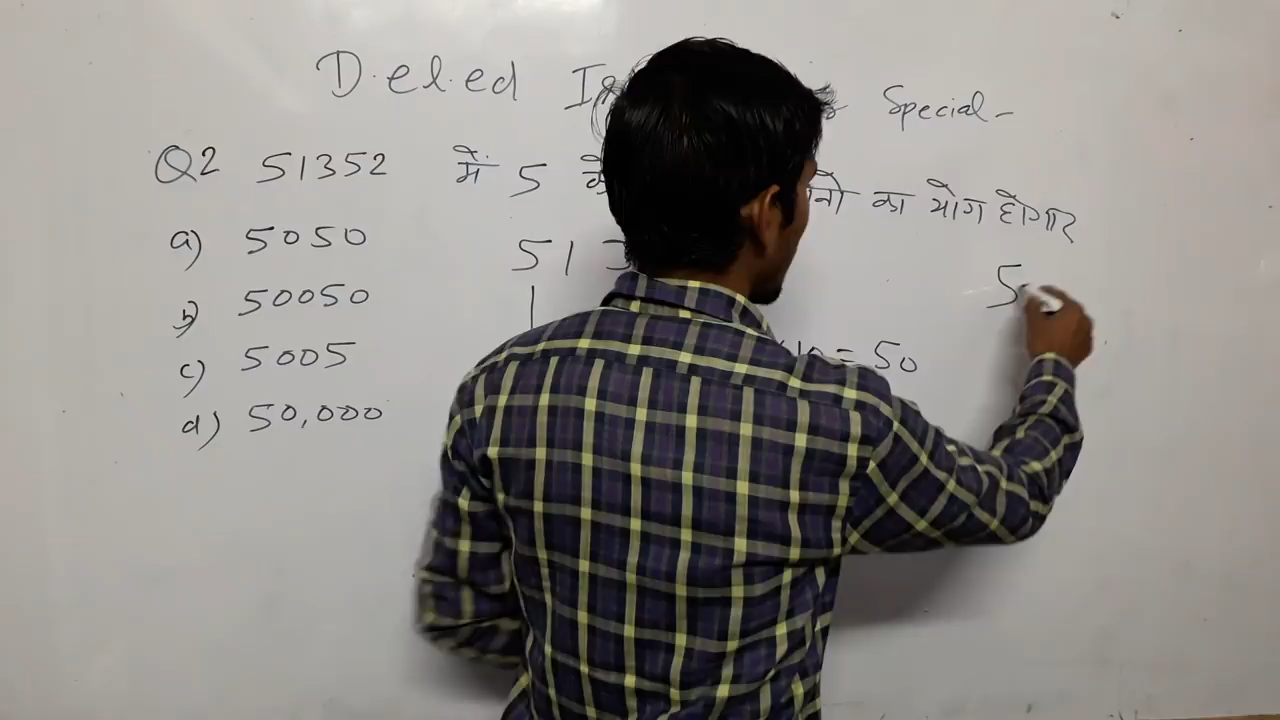 D.el.ed Special-
Q2 51352 में 5 के का योग होगा?
a) 5050
b) 50050
c) 5005
d) 50,000
51
= 50
5